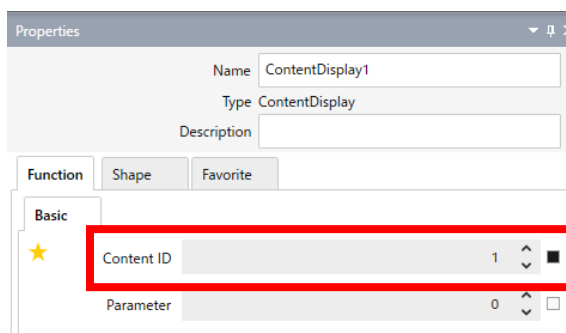 Properties
Name ContentDisplay1
Type ContentDisplay
Description
Function Shape Favorite
Basic
Content ID 1
Parameter 0